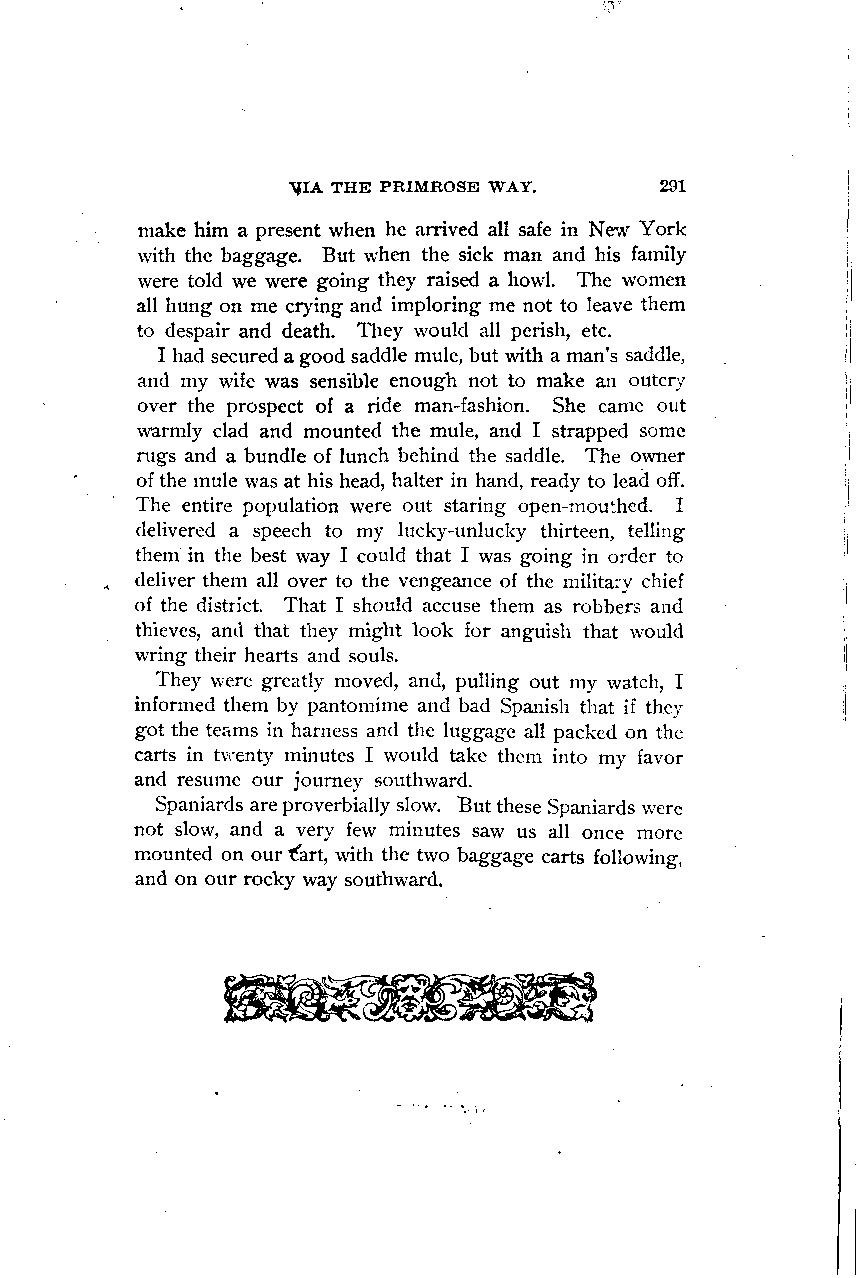 VIA THE PRIMROSE WAY. 291
make him a present when he arrived all safe in New York
with the baggage. But when the sick man and his family
were told we were going they raised a howl. The women
all hung on me crying and imploring me not to leave them
to despair and death. They would all perish, etc.
I had secured a good saddle mule, but with a man's saddle,
and my wife was sensible enough not to make an outcry
over the prospect of a ride man-fashion. She came out
warmly clad and mounted the mule, and I strapped some
rugs and a bundle of lunch behind the saddle. The owner
of the mule was at his head, halter in hand, ready to lead off.
The entire population were out staring open-mouthed. I
delivered a speech to my lucky-unlucky thirteen, telling
them in the best way I could that I was going in order to
deliver them all over to the vengeance of the military chief
of the district. That I should accuse them as robbers and
thieves, and that they might look for anguish that would
wring their hearts and souls.
They were greatly moved, and, pulling out my watch, I
informed them by pantomime and bad Spanish that if they
got the teams in harness and the luggage all packed on the
carts in twenty minutes I would take them into my favor
and resume our journey southward.
Spaniards are proverbially slow. But these Spaniards were
not slow, and a very few minutes saw us all once more
mounted on our cart, with the two baggage carts following,
and on our rocky way southward.